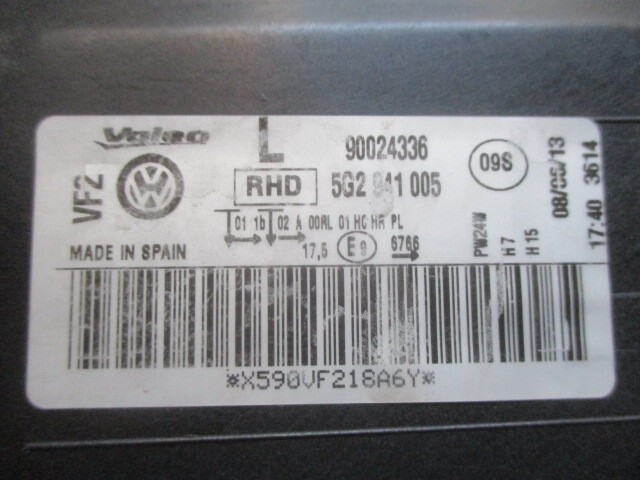 Valeo L 90024336 09S
VF2 VW RHD 5G2 941 005
01 1b 02 A 00RL 01 HC HR PL
MADE IN SPAIN 17,5 E9 6766
PW24W
H7
H15
08/05/13
17:40 3614
*X590VF218A6Y*